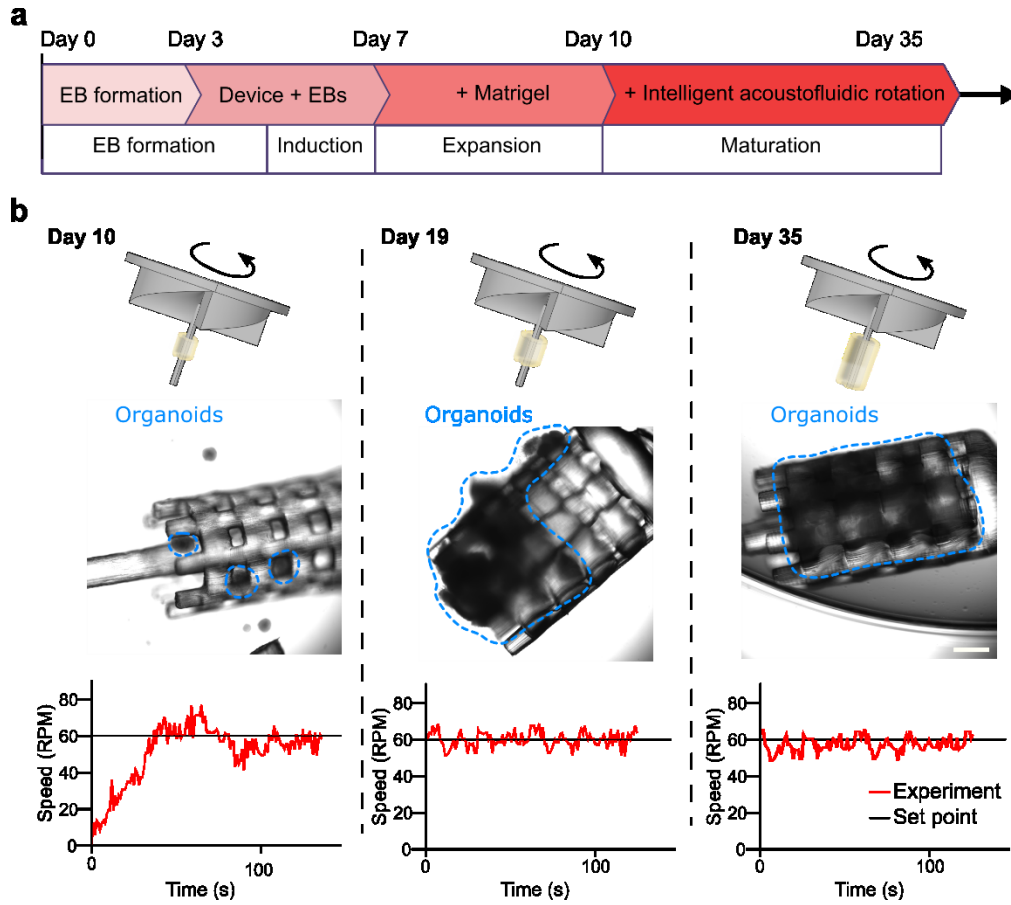 a
Day 0 Day 3 Day 7 Day 10 Day 35
EB formation Device + EBs + Matrigel + Intelligent acoustofluidic rotation
EB formation Induction Expansion Maturation
b
Day 10 Day 19 Day 35
Organoids Organoids Organoids
Speed (RPM)
80
60
40
20
0
0 100
Time (s)
Speed (RPM)
80
60
40
20
0
0 100
Time (s)
Speed (RPM)
80
60
40
20
0
Experiment
Set point
0 100
Time (s)